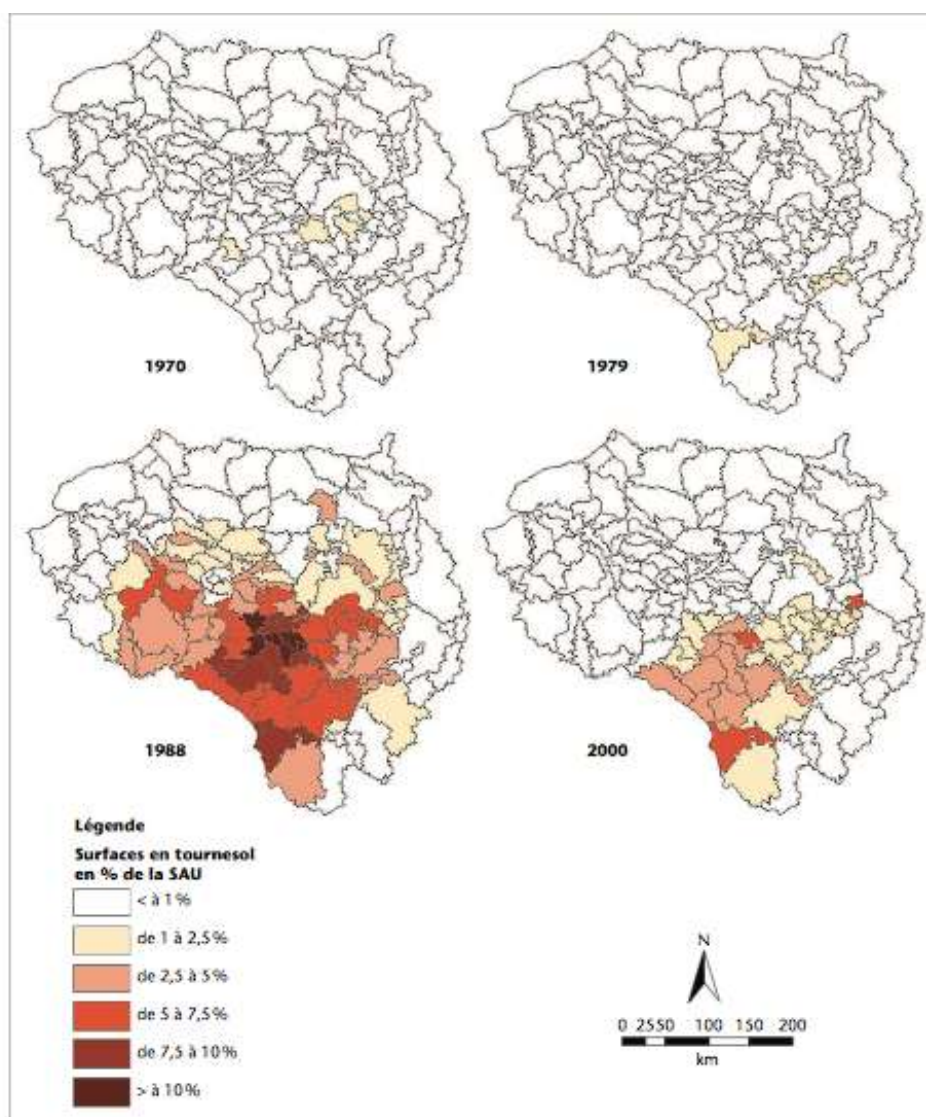 1970
1979
1988
2000
Légende
Surfaces en tournesol
en % de la SAU
< à 1%
de 1 à 2,5%
de 2,5 à 5%
de 5 à 7,5%
de 7,5 à 10%
> à 10%
N
0 25 50 100 150 200
km